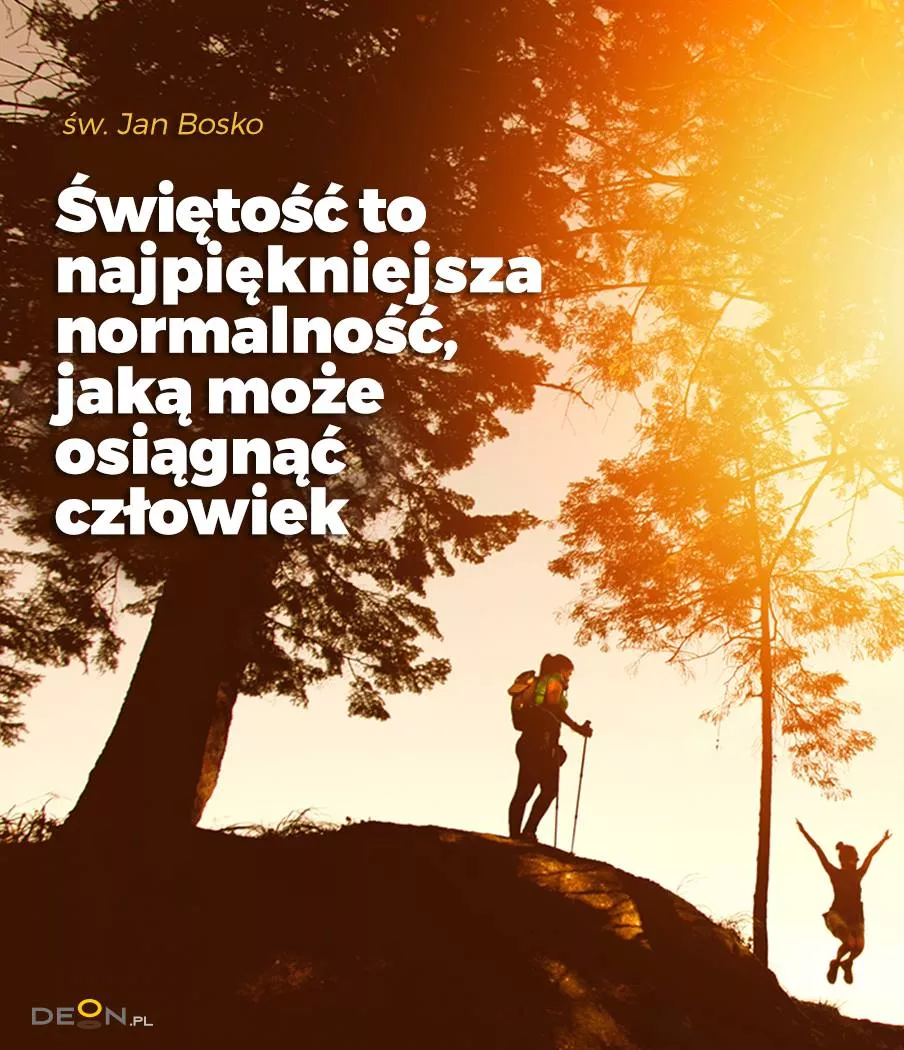 św. Jan Bosko
Świętość to
najpiękniejsza
normalność,
jaką może
osiągnąć
człowiek
DEON.PL